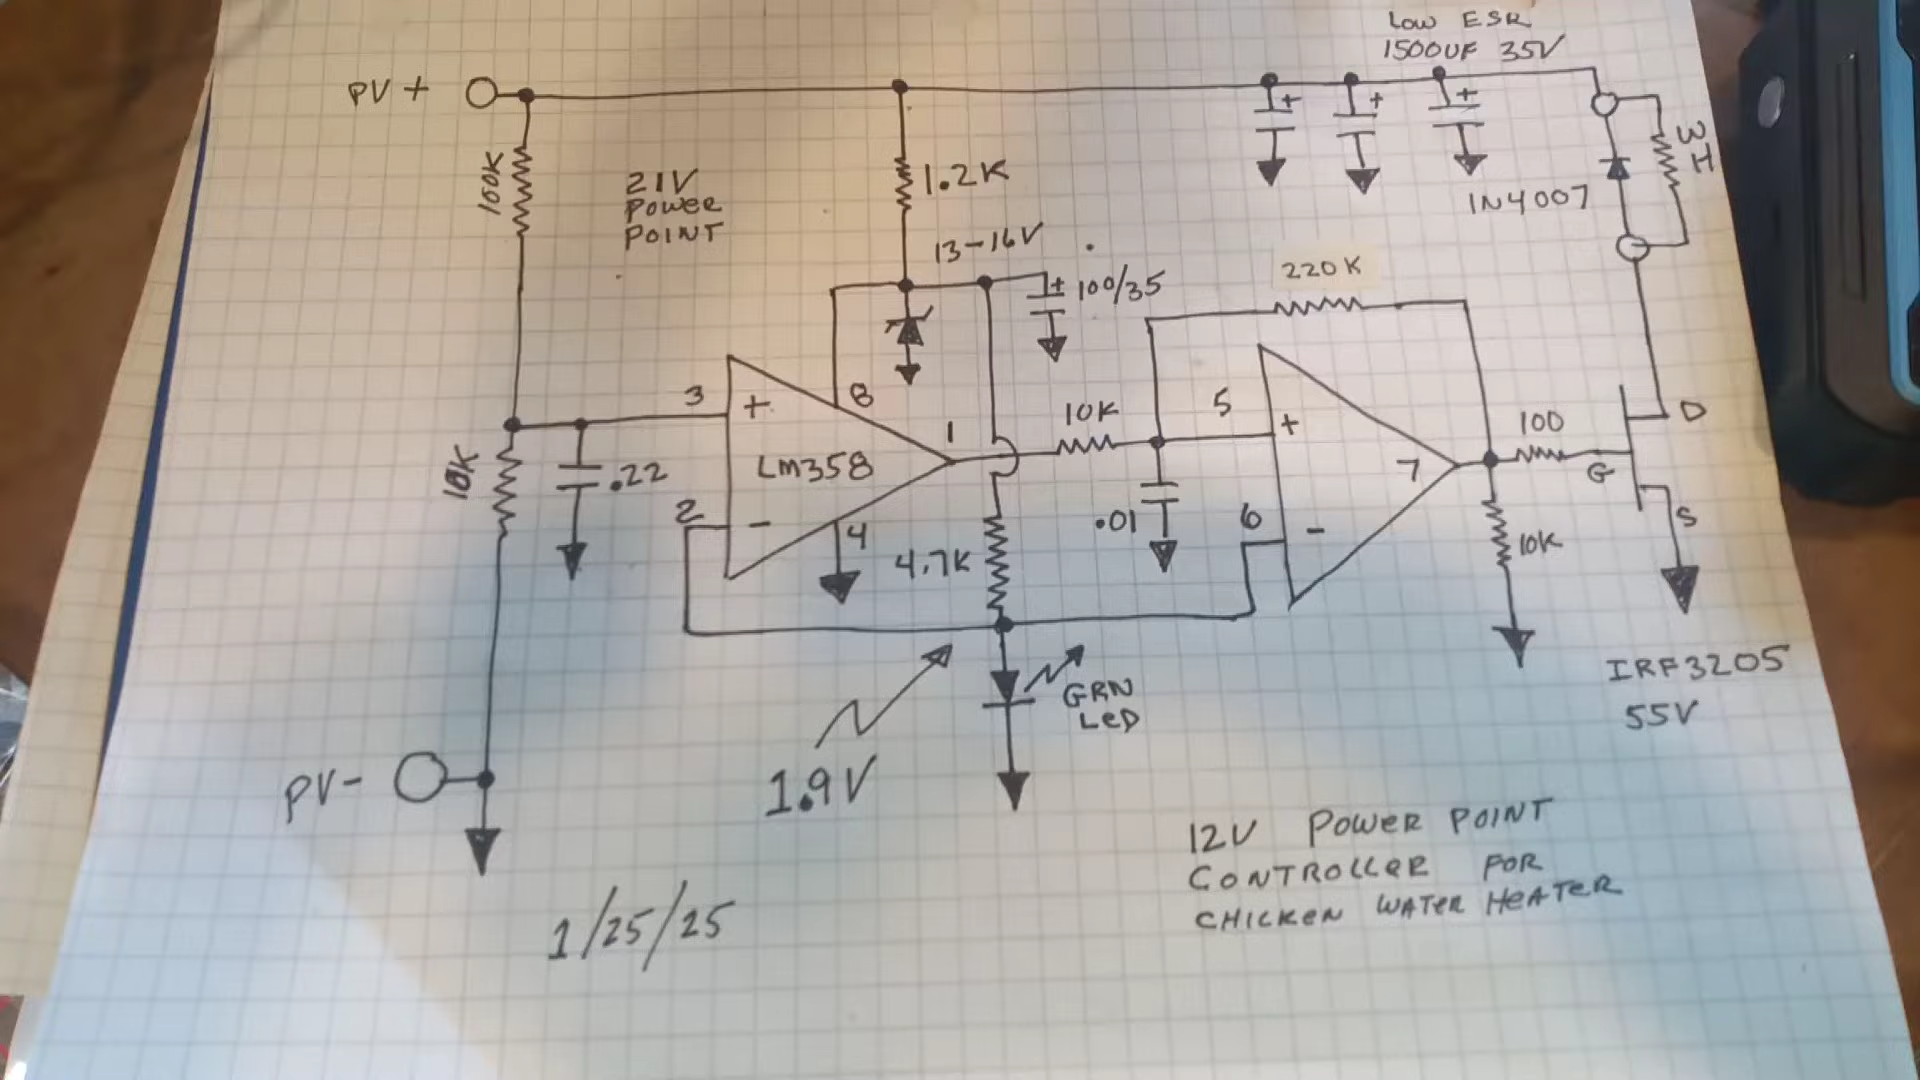 Low ESR
1500UF 35V
PV +
100K
21V
POWER
POINT
1.2K
1N4007
13-16V
+
+
+
+ 100/35
220K
3
+
8
LM358
1
10K
5
+
7
100
D
G
S
10K
.22
2
-
4
4.7K
.01
6
-
10K
GRN
LED
1.9V
IRF3205
55V
PV-
12V POWER POINT
CONTROLLER FOR
CHICKEN WATER HEATER
1/25/25